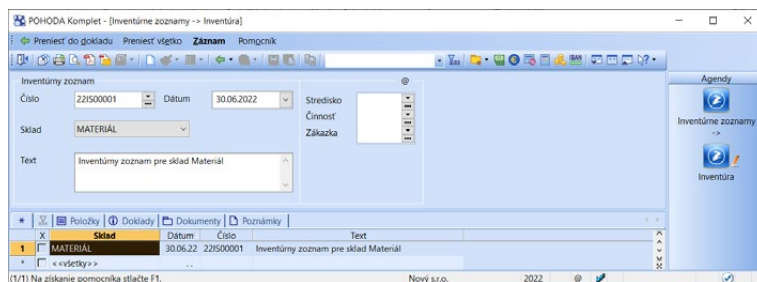 POHODA Komplet - [Inventúrne zoznamy -> Inventúra]
Preniesť do dokladu Preniesť všetko Záznam Pomocník
IBAN
Inventúrny zoznam @
Číslo 22IS00001 Dátum 30.06.2022 Stredisko
Činnosť
Sklad MATERIÁL Zákazka
Text Inventúrny zoznam pre sklad Materiál
Agendy
Inventúrne zoznamy
->
Inventúra
* Položky Doklady Dokumenty Poznámky
X Sklad Dátum Číslo Text
1 MATERIÁL 30.06.22 22IS00001 Inventúrny zoznam pre sklad Materiál
* <<všetky>> . .
(1/1) Na získanie pomocníka stlačte F1. Nový s.r.o. 2022 @